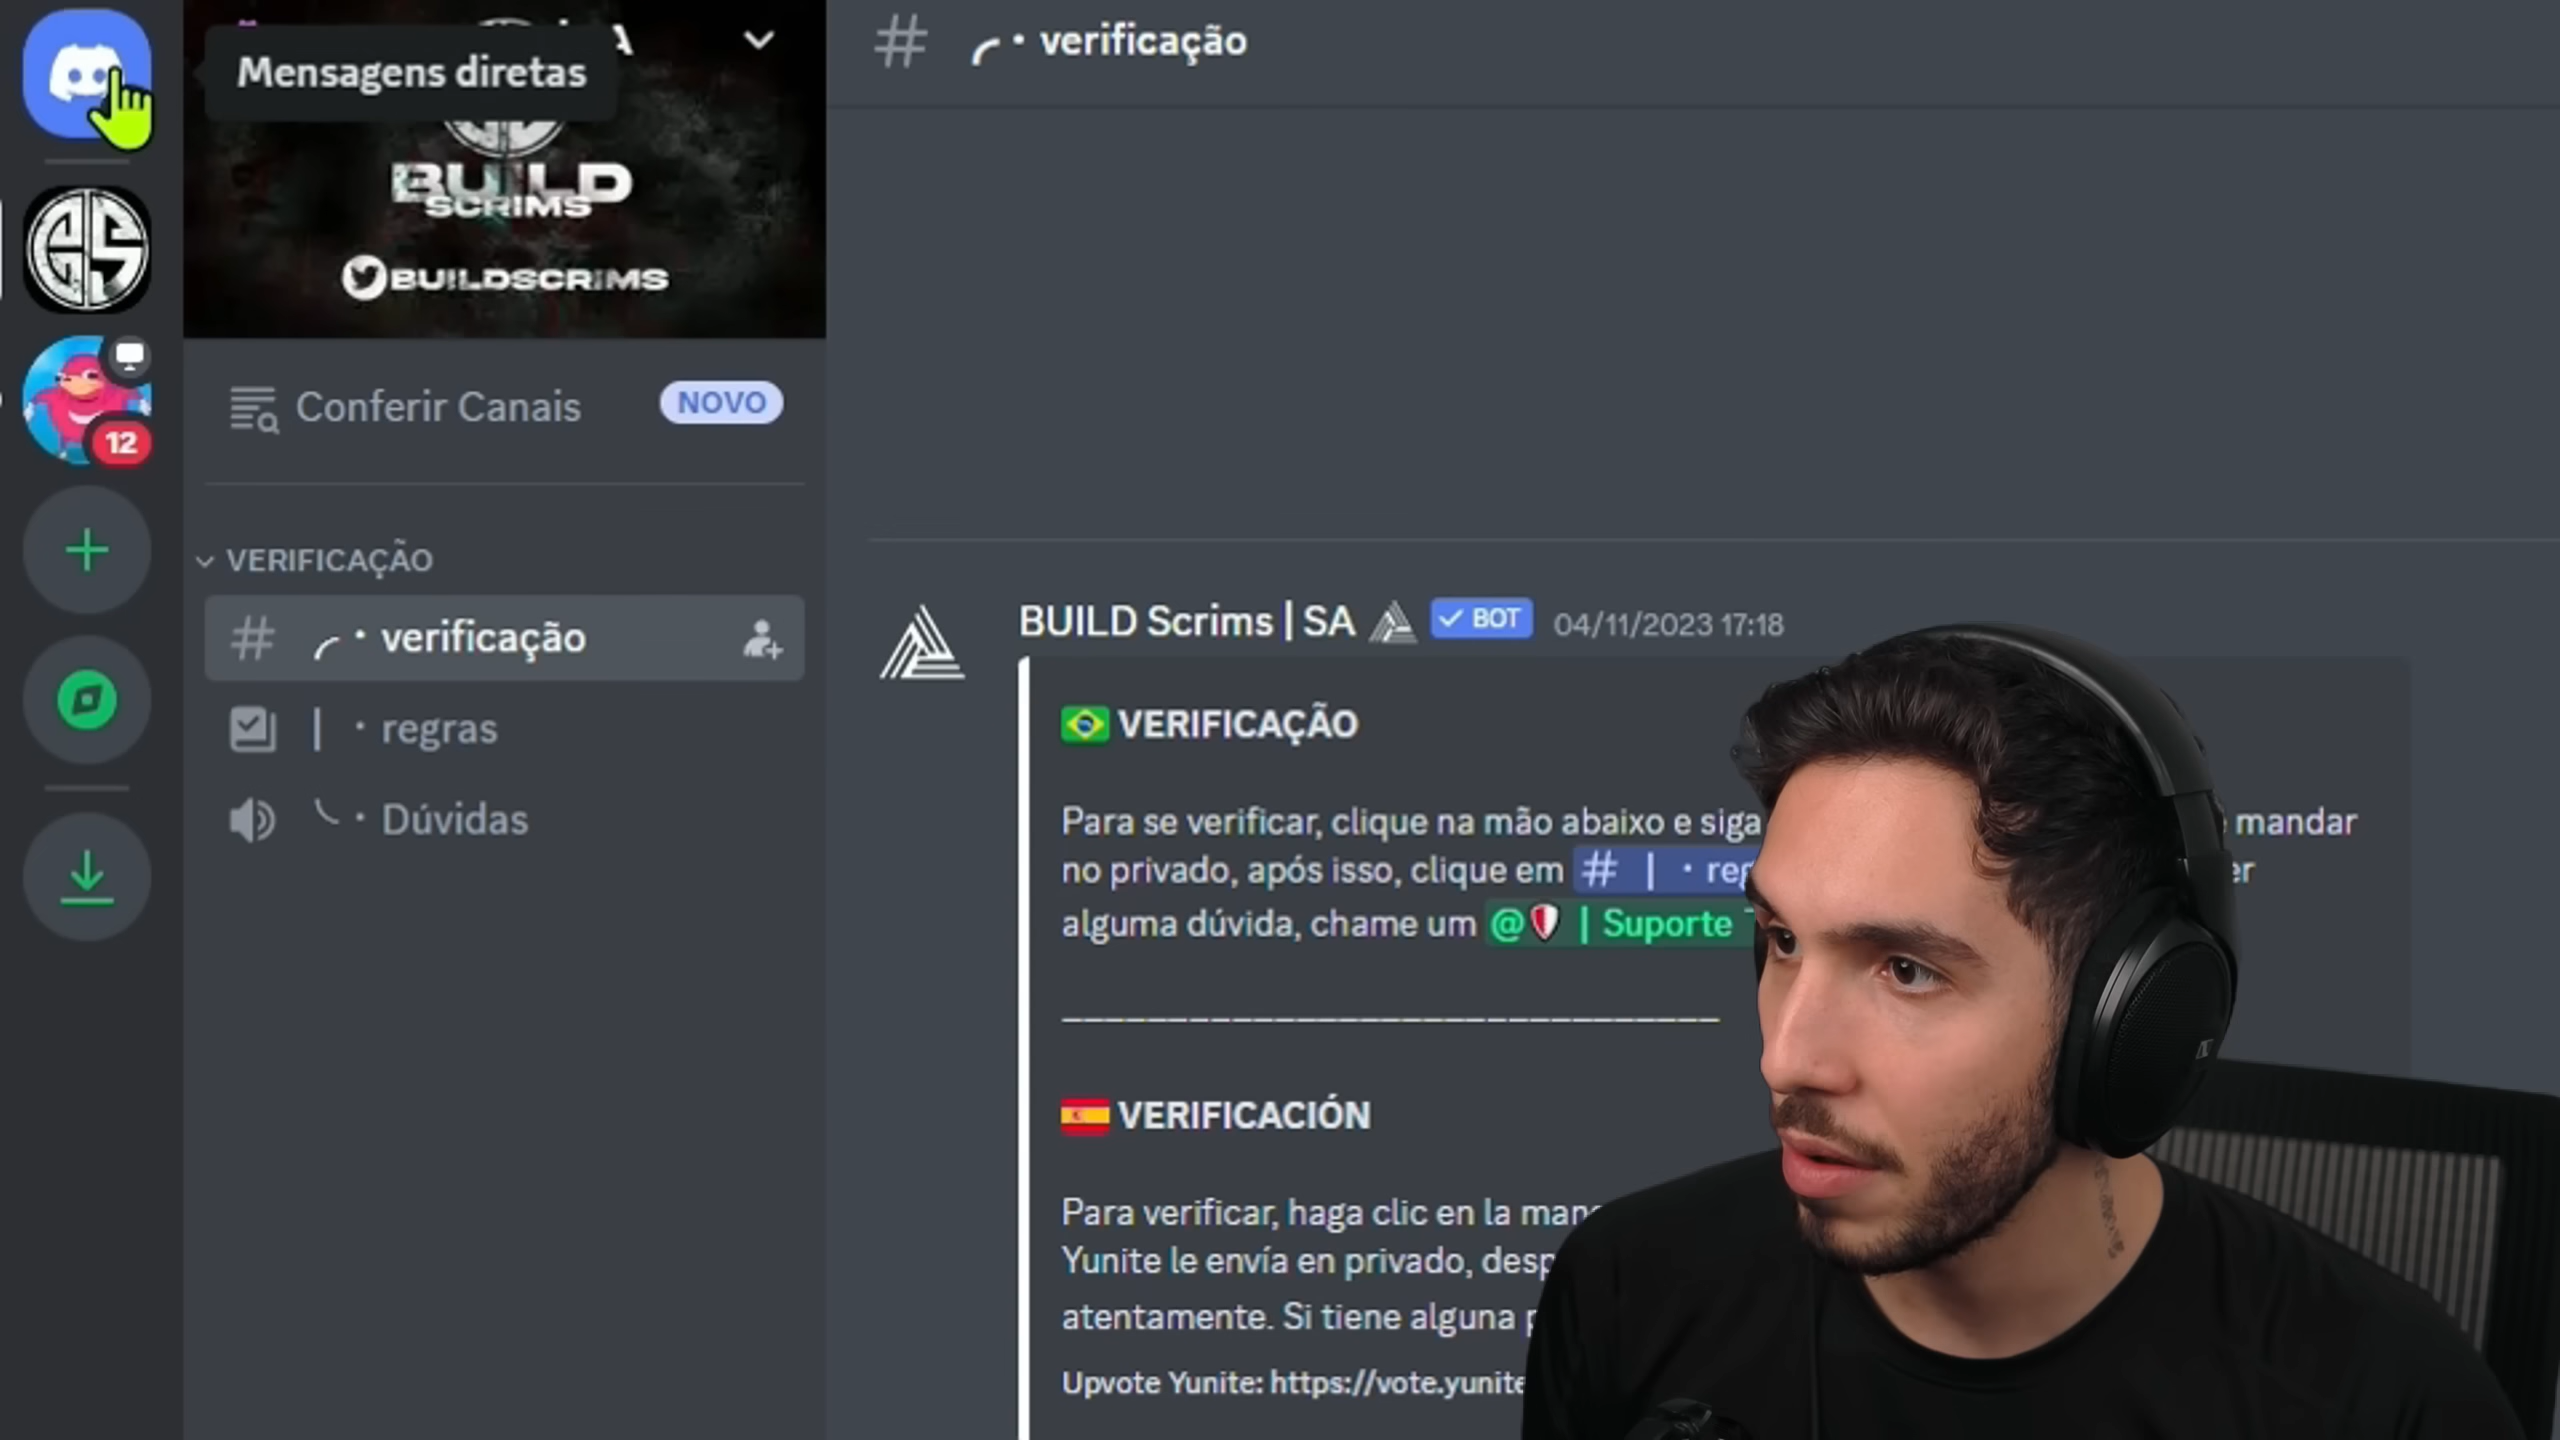 Mensagens diretas
BUILD
SCRIMS
BUILDSCRIMS
12
Conferir Canais
NOVO
VERIFICAÇÃO
verificação
regras
Dúvidas
verificação
BUILD Scrims | SA
BOT
04/11/2023 17:18
VERIFICAÇÃO
Para se verificar, clique na mão abaixo e siga mandar
no privado, após isso, clique em # | ·
alguma dúvida, chame um @ | Suporte
VERIFICACIÓN
Para verificar, haga clic en la
Yunite le envía en privado,
atentamente. Si tiene alguna
Upvote Yunite: https://vote.yunite